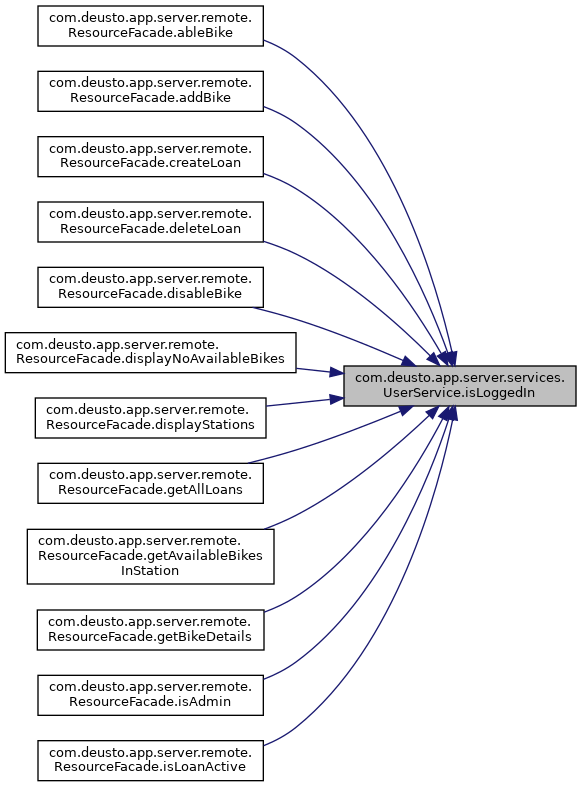 com.deusto.app.server.remote.
ResourceFacade.ableBike
com.deusto.app.server.remote.
ResourceFacade.addBike
com.deusto.app.server.remote.
ResourceFacade.createLoan
com.deusto.app.server.remote.
ResourceFacade.deleteLoan
com.deusto.app.server.remote.
ResourceFacade.disableBike
com.deusto.app.server.remote.
ResourceFacade.displayNoAvailableBikes
com.deusto.app.server.services.
UserService.isLoggedIn
com.deusto.app.server.remote.
ResourceFacade.displayStations
com.deusto.app.server.remote.
ResourceFacade.getAllLoans
com.deusto.app.server.remote.
ResourceFacade.getAvailableBikes
InStation
com.deusto.app.server.remote.
ResourceFacade.getBikeDetails
com.deusto.app.server.remote.
ResourceFacade.isAdmin
com.deusto.app.server.remote.
ResourceFacade.isLoanActive